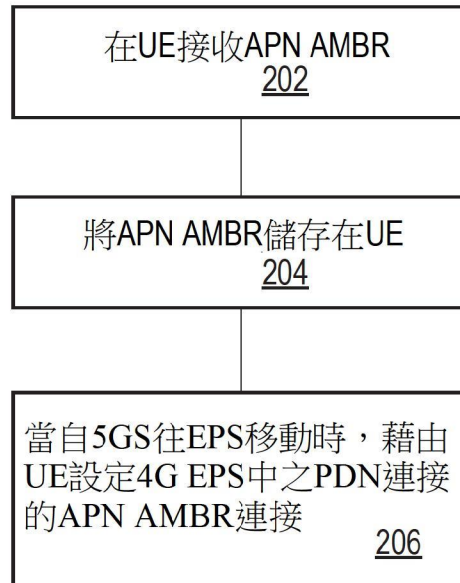 在UE接收APN AMBR
202
將APN AMBR儲存在UE
204
當自5GS往EPS移動時，藉由
UE設定4G EPS中之PDN連接
的APN AMBR連接
206